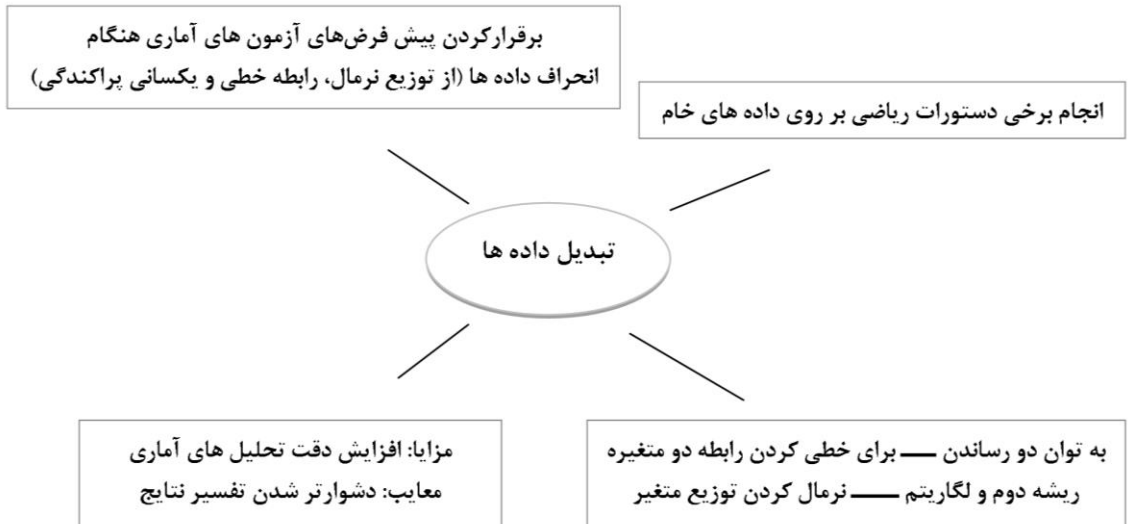 برقرارکردن پیش فرض‌های آزمون های آماری هنگام
انحراف داده ها (از توزیع نرمال، رابطه خطی و یکسانی پراکندگی)
انجام برخی دستورات ریاضی بر روی داده های خام
تبدیل داده ها
به توان دو رساندن ــــ برای خطی کردن رابطه دو متغیره
ریشه دوم و لگاریتم ــــــ نرمال کردن توزیع متغیر
مزایا: افزایش دقت تحلیل های آماری
معایب: دشوارتر شدن تفسیر نتایج